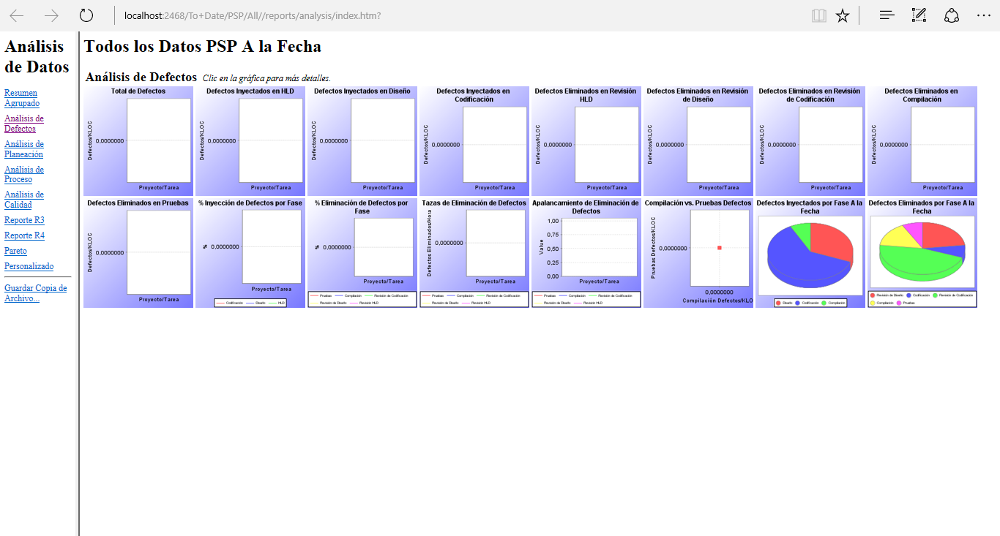 localhost:2468/To+Date/PSP/All//reports/analysis/index.htm?
Análisis
de Datos
Resumen
Agrupado
Análisis de
Defectos
Análisis de
Planeación
Análisis de
Proceso
Análisis de
Calidad
Reporte R3
Reporte R4
Pareto
Personalizado
Guardar Copia de
Archivo...
Todos los Datos PSP A la Fecha
Análisis de Defectos Clic en la gráfica para más detalles.
Total de Defectos
Defectos/KLOC
0,0000000
Proyecto/Tarea
Defectos Inyectados en HLD
Defectos/KLOC
0,0000000
Proyecto/Tarea
Defectos Inyectados en Diseño
Defectos/KLOC
0,0000000
Proyecto/Tarea
Defectos Inyectados en
Codificación
Defectos/KLOC
0,0000000
Proyecto/Tarea
Defectos Eliminados en Revisión
HLD
Defectos/KLOC
0,0000000
Proyecto/Tarea
Defectos Eliminados en Revisión
de Diseño
Defectos/KLOC
0,0000000
Proyecto/Tarea
Defectos Eliminados en Revisión
de Codificación
Defectos/KLOC
0,0000000
Proyecto/Tarea
Defectos Eliminados en
Compilación
Defectos/KLOC
0,0000000
Proyecto/Tarea
Defectos Eliminados en Pruebas
Defectos/KLOC
0,0000000
Proyecto/Tarea
% Inyección de Defectos por Fase
%
0,0000000
Proyecto/Tarea
Codificación Diseño HLD
% Eliminación de Defectos por
Fase
%
0,0000000
Proyecto/Tarea
Pruebas Compilación Revisión de Codificación
Revisión de Diseño Revisión HLD
Tazas de Eliminación de Defectos
Defectos Eliminados/Hora
0,0000000
Proyecto/Tarea
Pruebas Compilación Revisión de Codificación
Revisión de Diseño Revisión HLD
Apalancamiento de Eliminación de
Defectos
Value
1,00
0,75
0,50
0,25
0,00
Proyecto/Tarea
Pruebas Compilación Revisión de Codificación
Revisión de Diseño Revisión HLD
Compilación vs. Pruebas Defectos
Pruebas Defectos/KLOC
0,0000000
0,0000000
Compilación Defectos/KLO
Defectos Inyectados por Fase A la
Fecha
Diseño Codificación Compilación
Defectos Eliminados por Fase A la
Fecha
Revisión de Diseño Codificación Revisión de Codificación
Compilación Pruebas